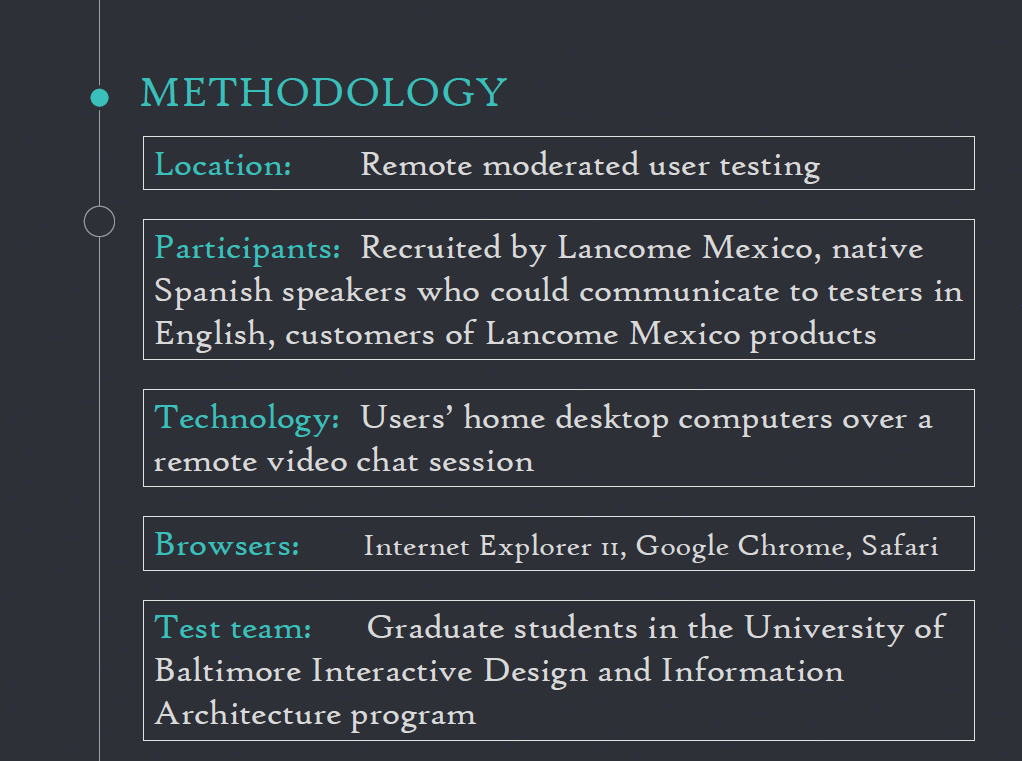 METHODOLOGY
Location: Remote moderated user testing
Participants: Recruited by Lancome Mexico, native
Spanish speakers who could communicate to testers in
English, customers of Lancome Mexico products
Technology: Users’ home desktop computers over a
remote video chat session
Browsers: Internet Explorer 11, Google Chrome, Safari
Test team: Graduate students in the University of
Baltimore Interactive Design and Information
Architecture program